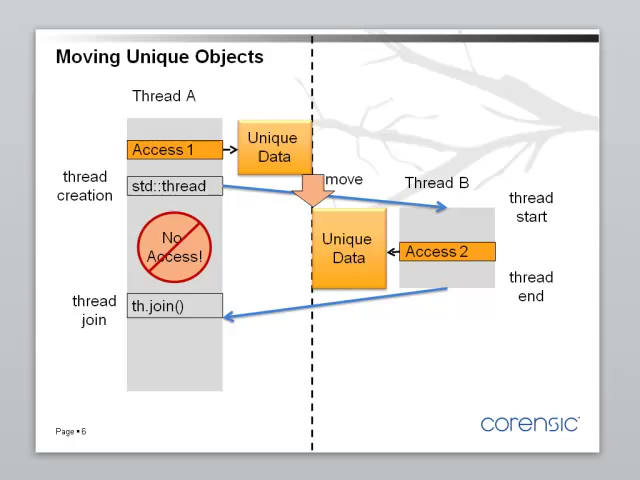 Moving Unique Objects
Thread A
Access 1
Unique
Data
thread
creation
std::thread
move
Thread B
thread
start
No
Access!
Unique
Data
Access 2
thread
end
thread
join
th.join()
Page ▪ 6
corensic